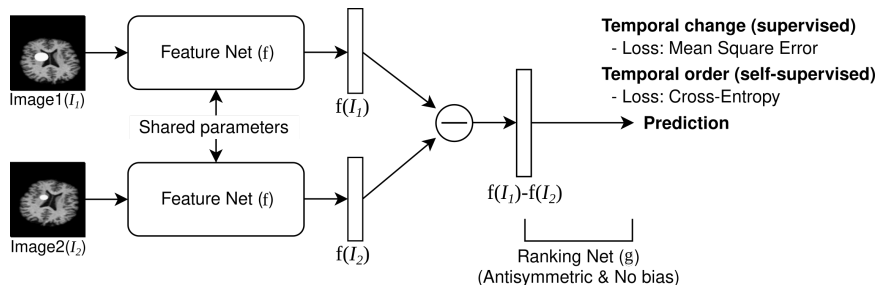 Image1(I₁)
Feature Net (f)
f(I₁)
Shared parameters
Image2(I₂)
Feature Net (f)
f(I₂)
f(I₁)-f(I₂)
Ranking Net (g)
(Antisymmetric & No bias)
Temporal change (supervised)
- Loss: Mean Square Error
Temporal order (self-supervised)
- Loss: Cross-Entropy
Prediction